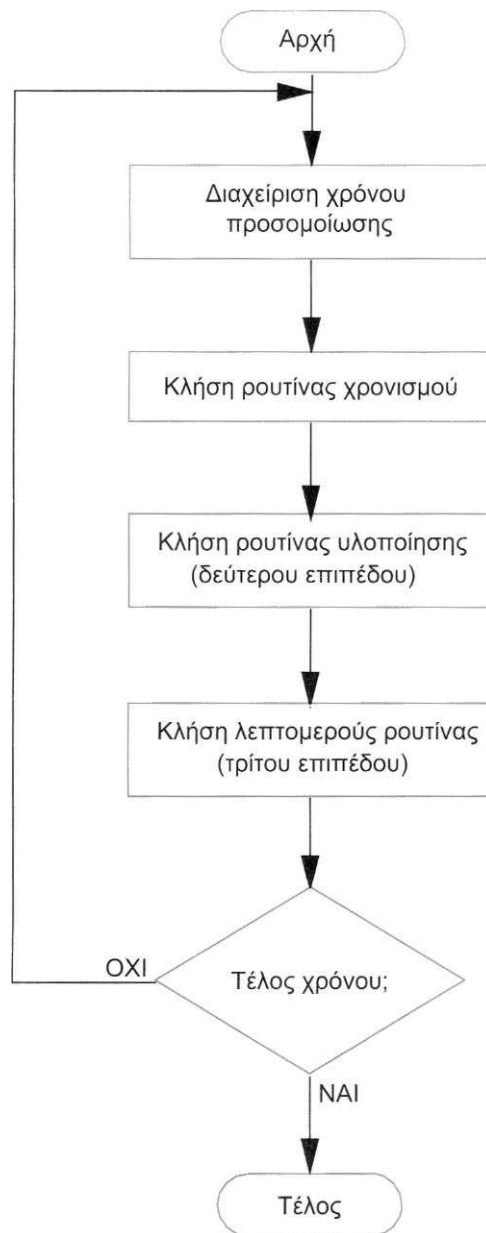 Αρχή
Διαχείριση χρόνου
προσομοίωσης
Κλήση ρουτίνας χρονισμού
Κλήση ρουτίνας υλοποίησης
(δεύτερου επιπέδου)
Κλήση λεπτομερούς ρουτίνας
(τρίτου επιπέδου)
ΟΧΙ
Τέλος χρόνου;
ΝΑΙ
Τέλος